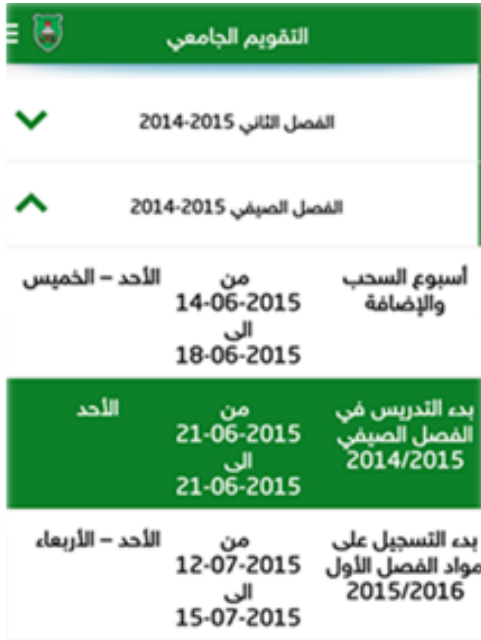 التقويم الجامعي
الفصل الثاني 2015-2014
الفصل الصيفي 2015-2014
أسبوع السحب
والإضافة
من
14-06-2015
الى
18-06-2015
الأحد – الخميس
بدء التدريس في
الفصل الصيفي
2014/2015
من
21-06-2015
الى
21-06-2015
الأحد
بدء التسجيل على
مواد الفصل الأول
2015/2016
من
12-07-2015
الى
15-07-2015
الأحد – الأربعاء